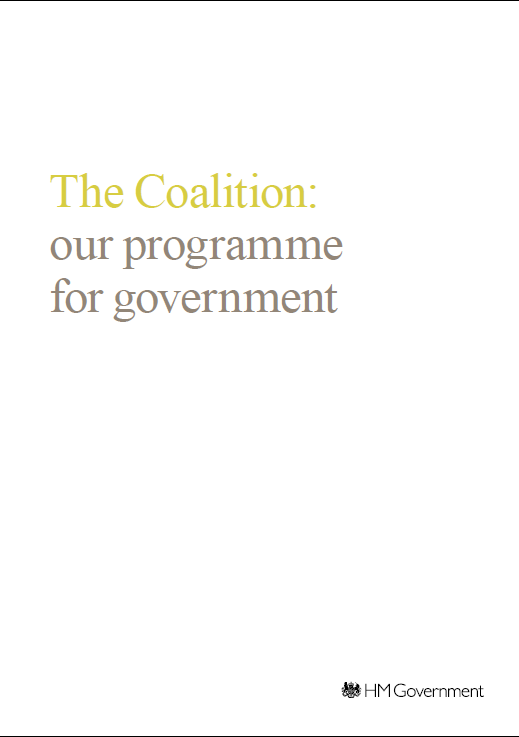 The Coalition:
our programme
for government
HM Government